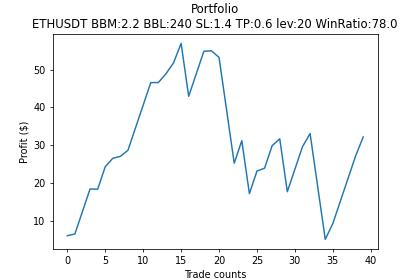 Portfolio
ETHUSDT BBM:2.2 BBL:240 SL:1.4 TP:0.6 lev:20 WinRatio:78.0
50
40
30
20
10
Profit ($)
0 5 10 15 20 25 30 35 40
Trade counts